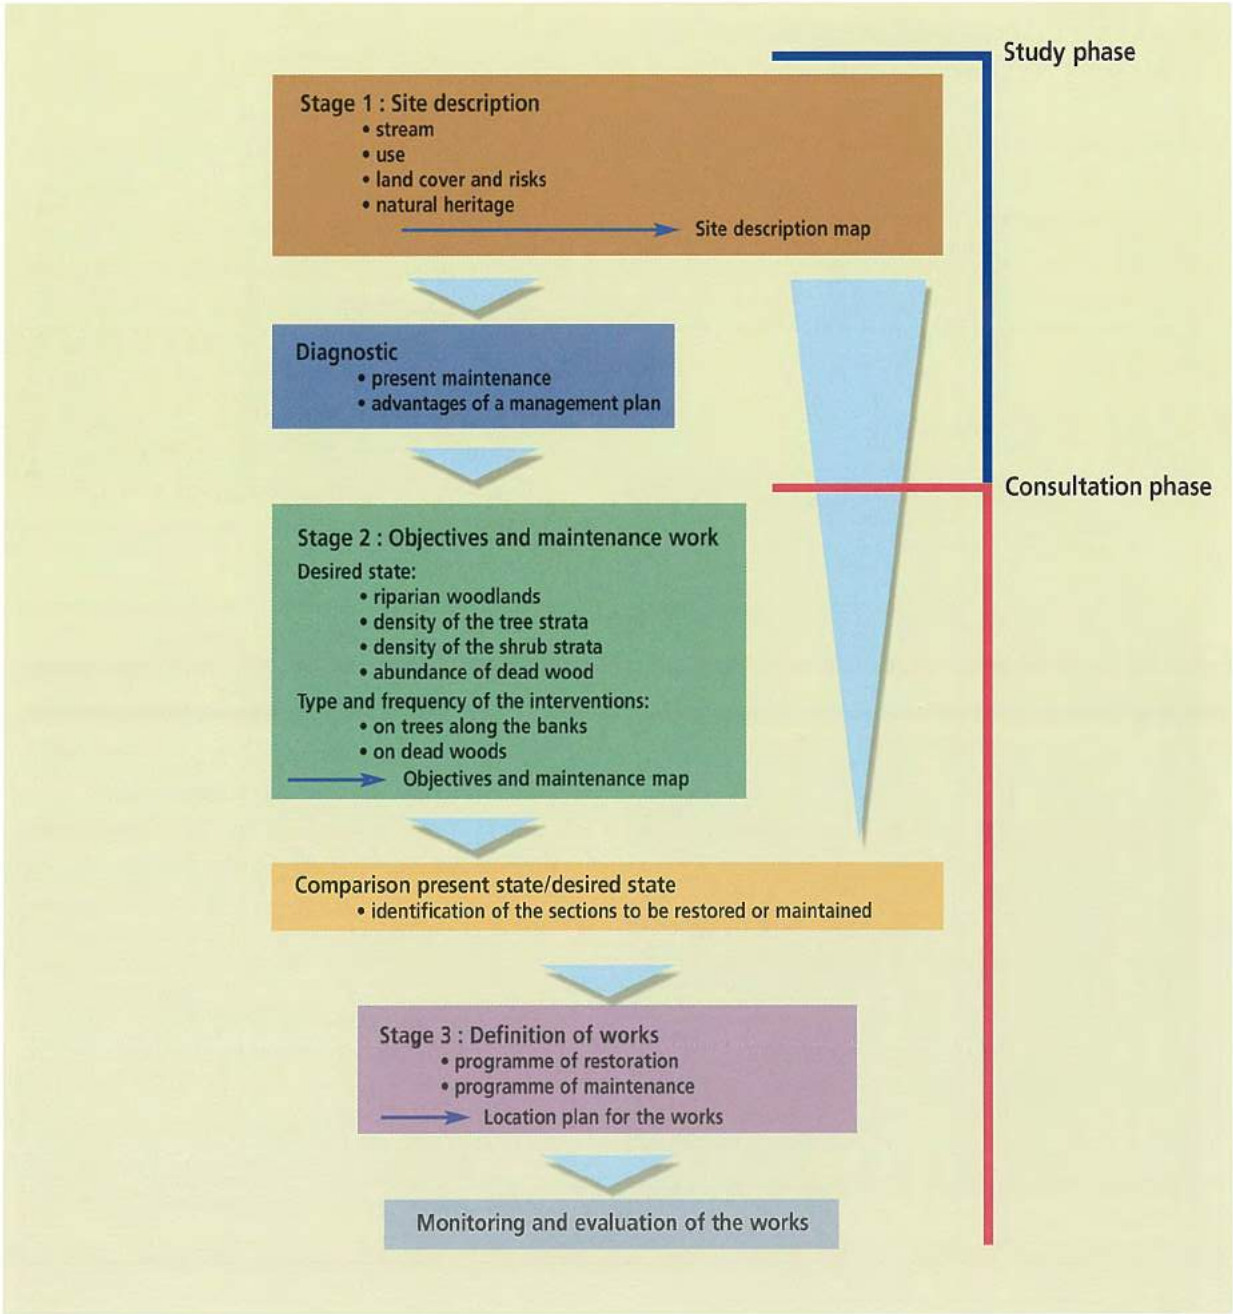 Study phase
Stage 1 : Site description
• stream
• use
• land cover and risks
• natural heritage
Site description map
Diagnostic
• present maintenance
• advantages of a management plan
Consultation phase
Stage 2 : Objectives and maintenance work
Desired state:
• riparian woodlands
• density of the tree strata
• density of the shrub strata
• abundance of dead wood
Type and frequency of the interventions:
• on trees along the banks
• on dead woods
Objectives and maintenance map
Comparison present state/desired state
• identification of the sections to be restored or maintained
Stage 3 : Definition of works
• programme of restoration
• programme of maintenance
Location plan for the works
Monitoring and evaluation of the works